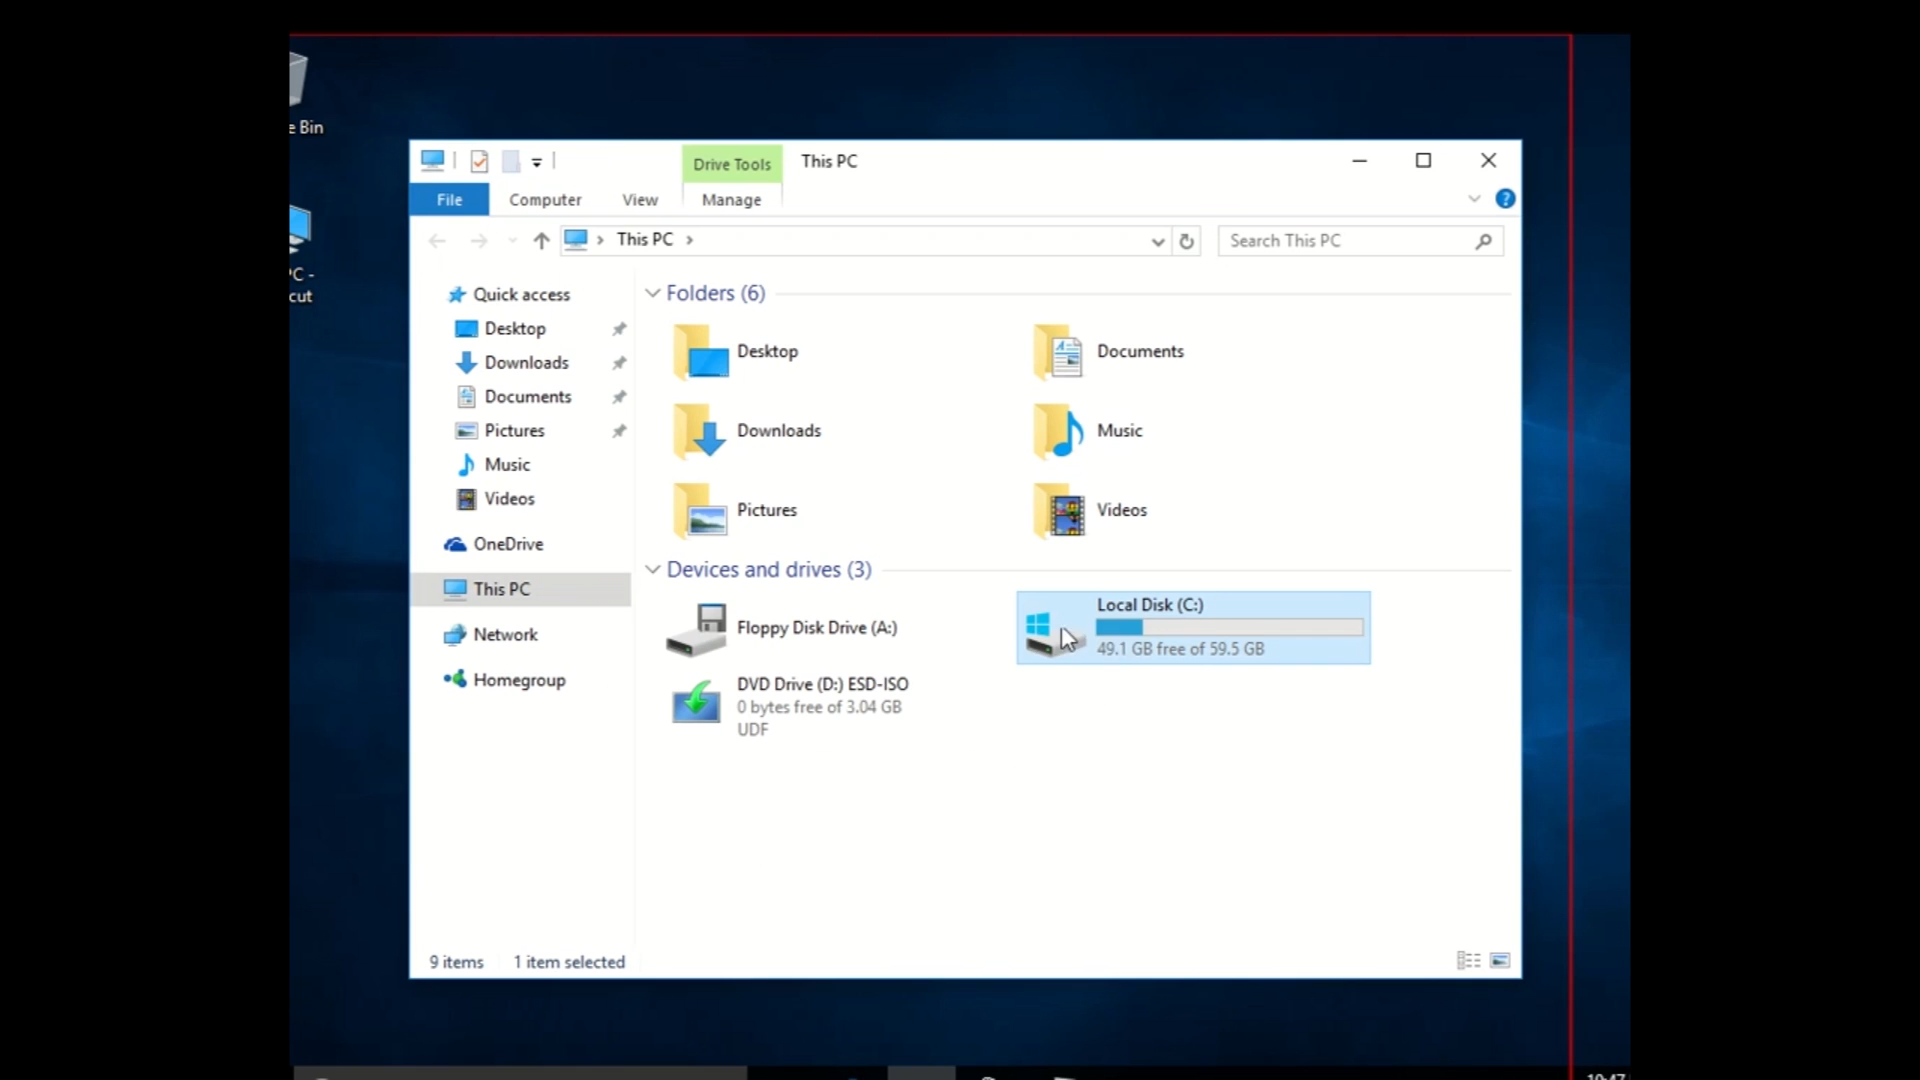 e Bin
PC -
cut
Drive Tools
This PC
File
Computer
View
Manage
?
This PC
Search This PC
Quick access
Desktop
Downloads
Documents
Pictures
Music
Videos
OneDrive
This PC
Network
Homegroup
Folders (6)
Desktop
Documents
Downloads
Music
Pictures
Videos
Devices and drives (3)
Floppy Disk Drive (A:)
Local Disk (C:)
49.1 GB free of 59.5 GB
DVD Drive (D:) ESD-ISO
0 bytes free of 3.04 GB
UDF
9 items
1 item selected
10:47